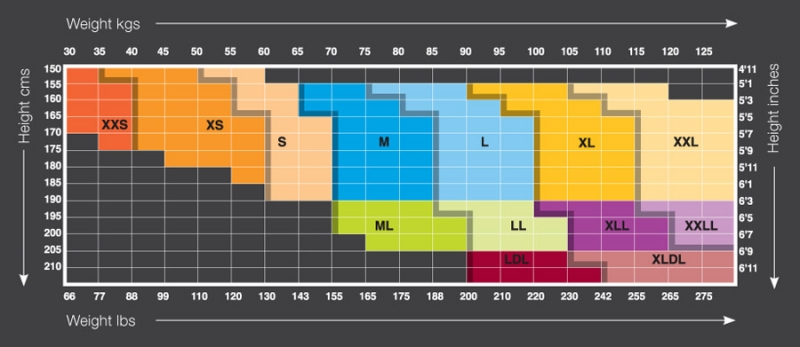 Weight kgs
30 35 40 45 50 55 60 65 70 75 80 85 90 95 100 105 110 115 120 125
Height cms
Height inches
150 4'11
155 5'1
160 5'3
165 5'5
170 5'7
175 5'9
180 5'11
185 6'1
190 6'3
195 6'5
200 6'7
205 6'9
210 6'11
XXS XS S M L XL XXL
ML LL XLL XXLL
LDL XLDL
66 77 88 99 110 120 130 143 155 165 175 188 200 210 220 230 242 255 265 275
Weight lbs